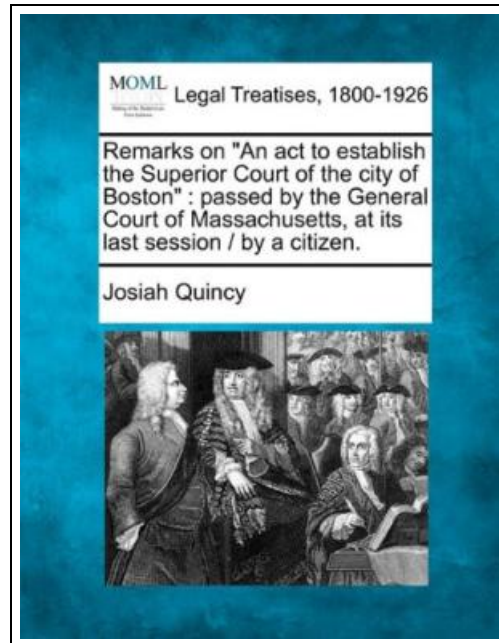 MOML
Legal Treatises, 1800-1926
Remarks on "An act to establish
the Superior Court of the city of
Boston" : passed by the General
Court of Massachusetts, at its
last session / by a citizen.
Josiah Quincy